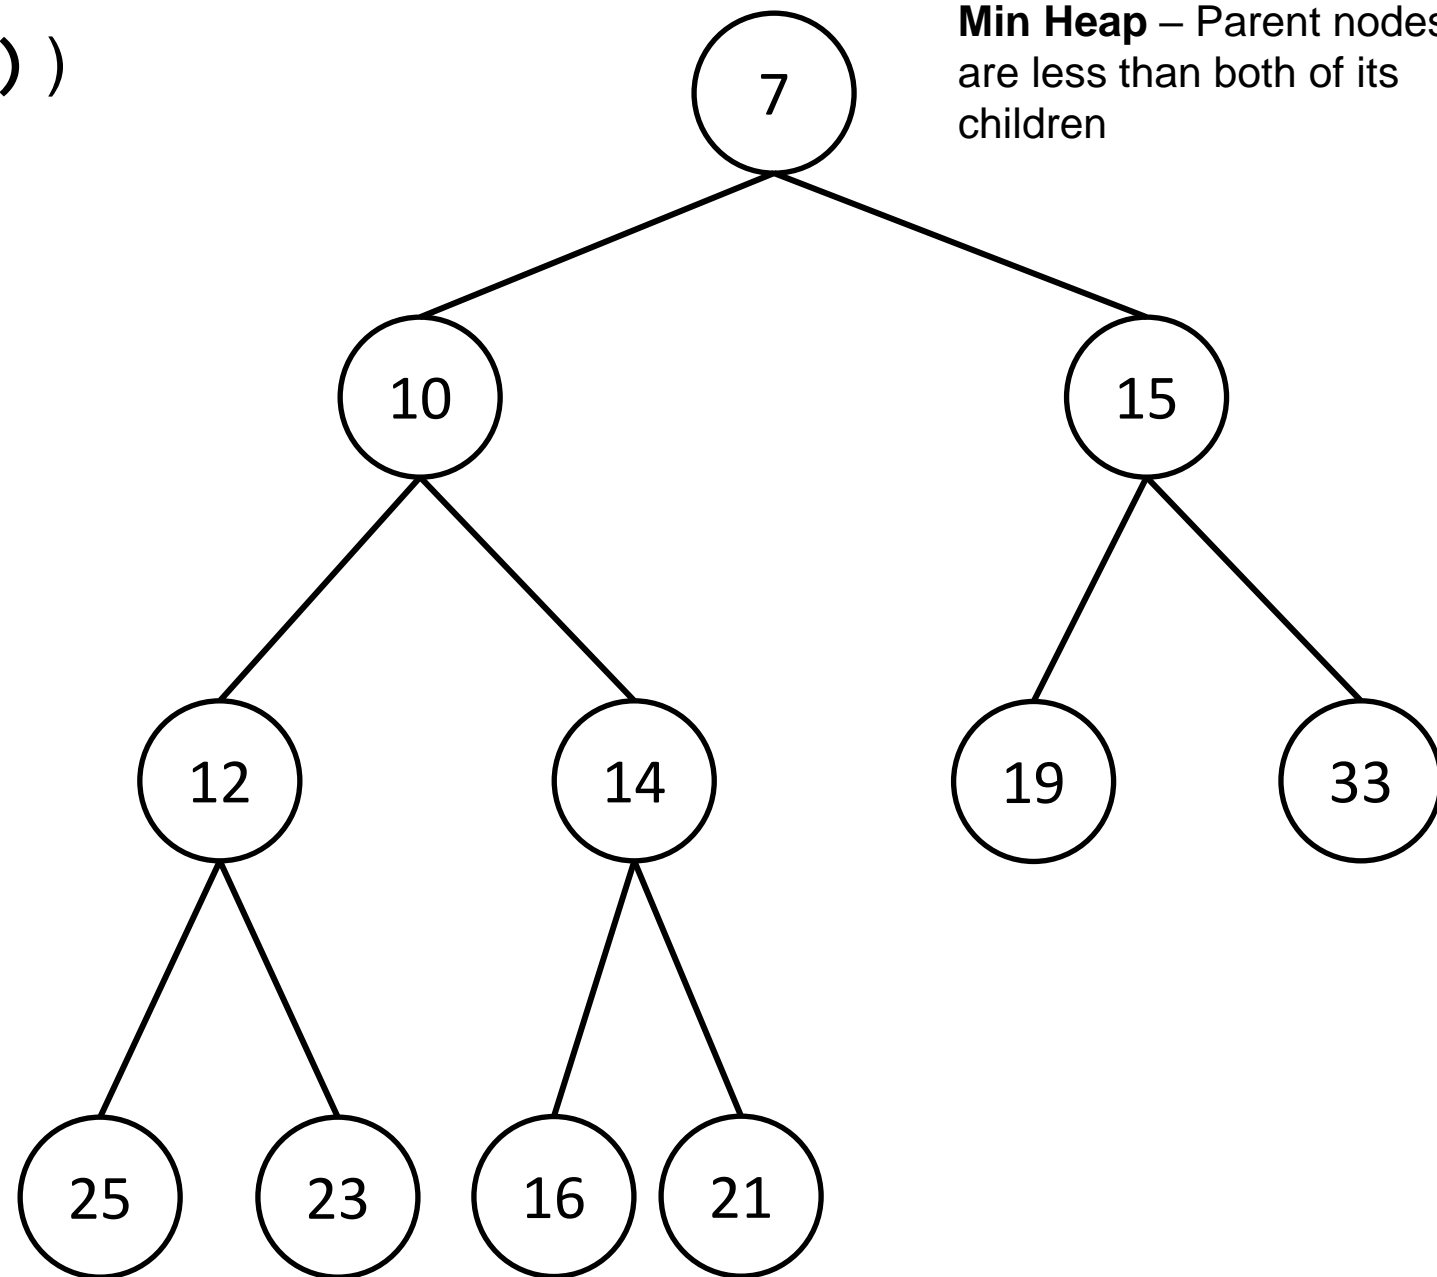 ) )
Min Heap – Parent nodes
are less than both of its
children
7
10 15
12 14 19 33
25 23 16 21